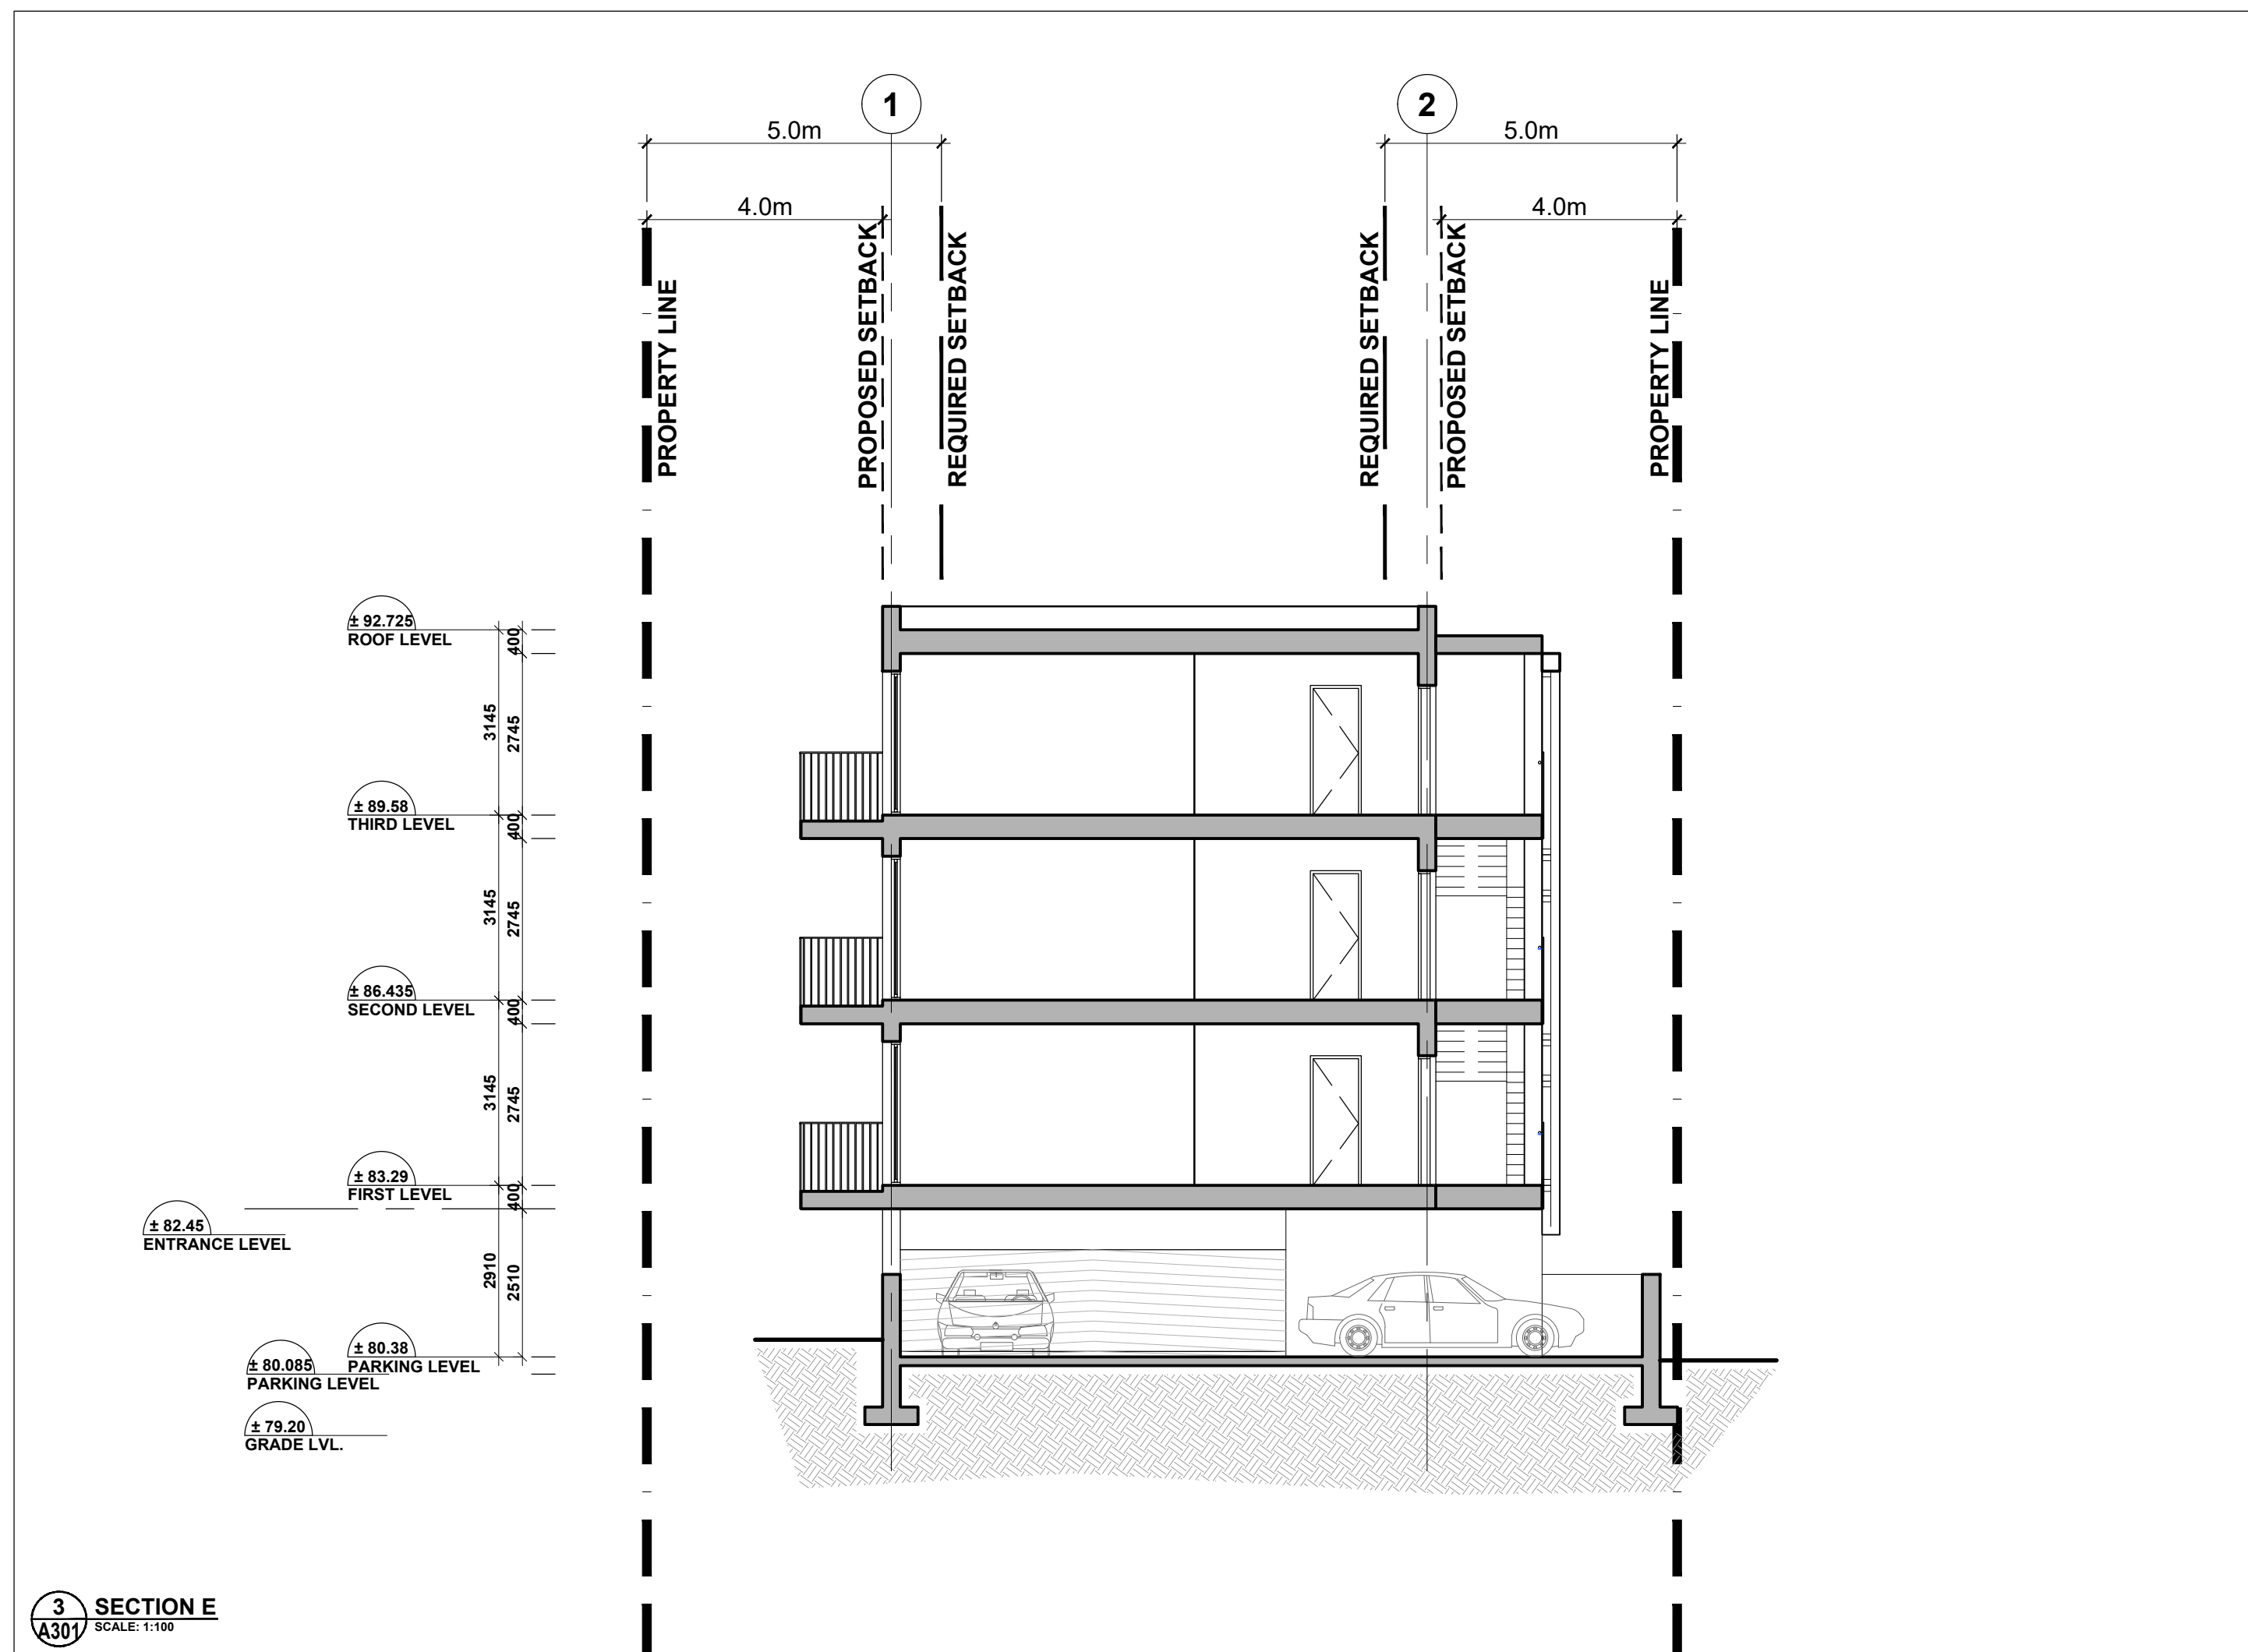 1
2
5.0m
5.0m
4.0m
4.0m
PROPERTY LINE
PROPOSED SETBACK
REQUIRED SETBACK
REQUIRED SETBACK
PROPOSED SETBACK
PROPERTY LINE
± 92.725
ROOF LEVEL
400
3145
2745
± 89.58
THIRD LEVEL
400
3145
2745
± 86.435
SECOND LEVEL
400
3145
2745
± 83.29
FIRST LEVEL
400
± 82.45
ENTRANCE LEVEL
2910
2510
± 80.38
PARKING LEVEL
± 80.085
PARKING LEVEL
± 79.20
GRADE LVL.
3
A301
SECTION E
SCALE: 1:100